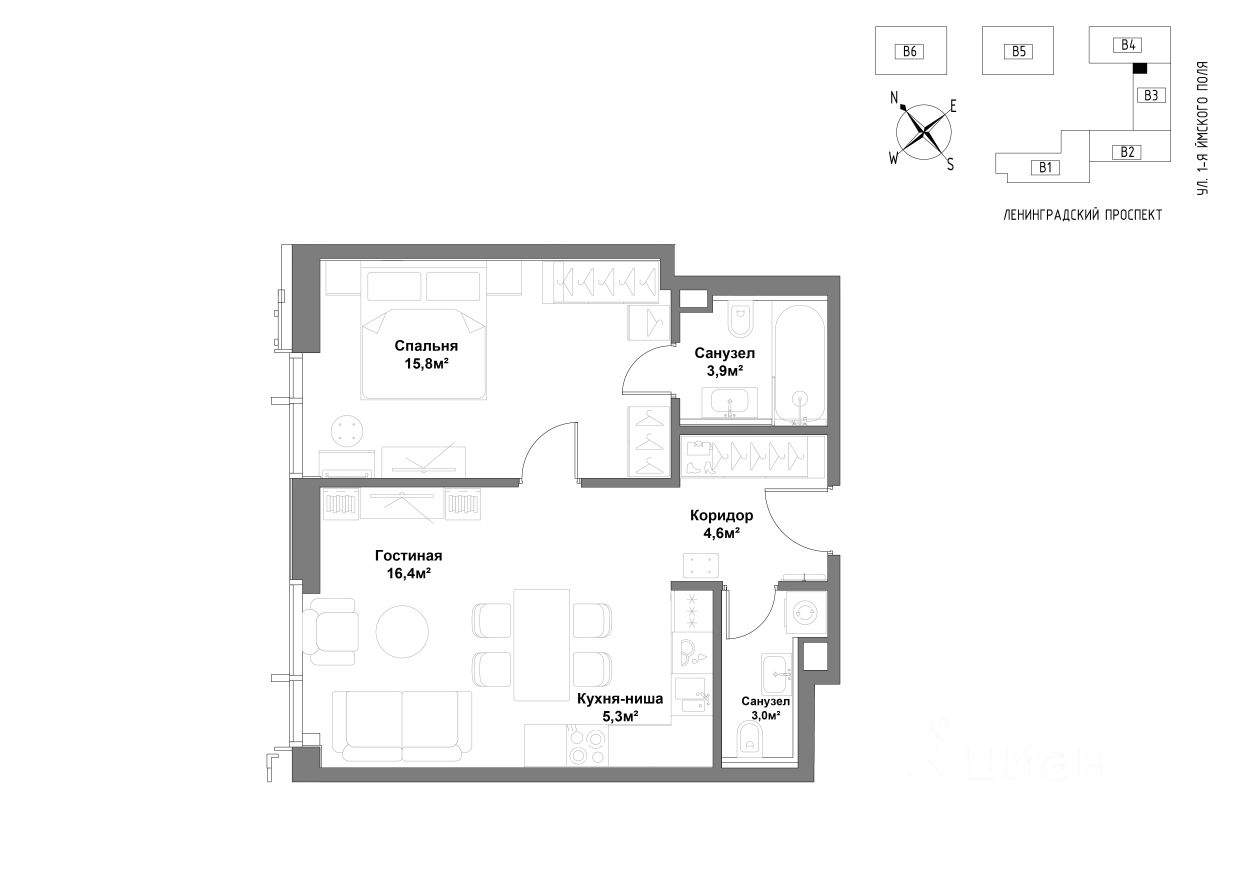 B6
B5
B4
N
E
B3
W
S
B2
B1
УЛ. 1-Я ЙМСКОГО ПОЛЯ
ЛЕНИНГРАДСКИЙ ПРОСПЕКТ
Спальня
15,8м²
Санузел
3,9м²
Коридор
4,6м²
Гостиная
16,4м²
Кухня-ниша
5,3м²
Санузел
3,0м²
циан